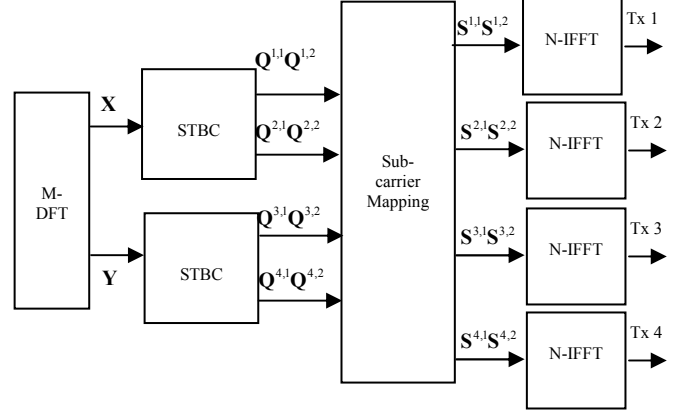 M-
DFT
X
Y
STBC
STBC
Q^{1,1}Q^{1,2}
Q^{2,1}Q^{2,2}
Q^{3,1}Q^{3,2}
Q^{4,1}Q^{4,2}
Sub-
carrier
Mapping
S^{1,1}S^{1,2}
S^{2,1}S^{2,2}
S^{3,1}S^{3,2}
S^{4,1}S^{4,2}
N-IFFT
Tx 1
N-IFFT
Tx 2
N-IFFT
Tx 3
N-IFFT
Tx 4